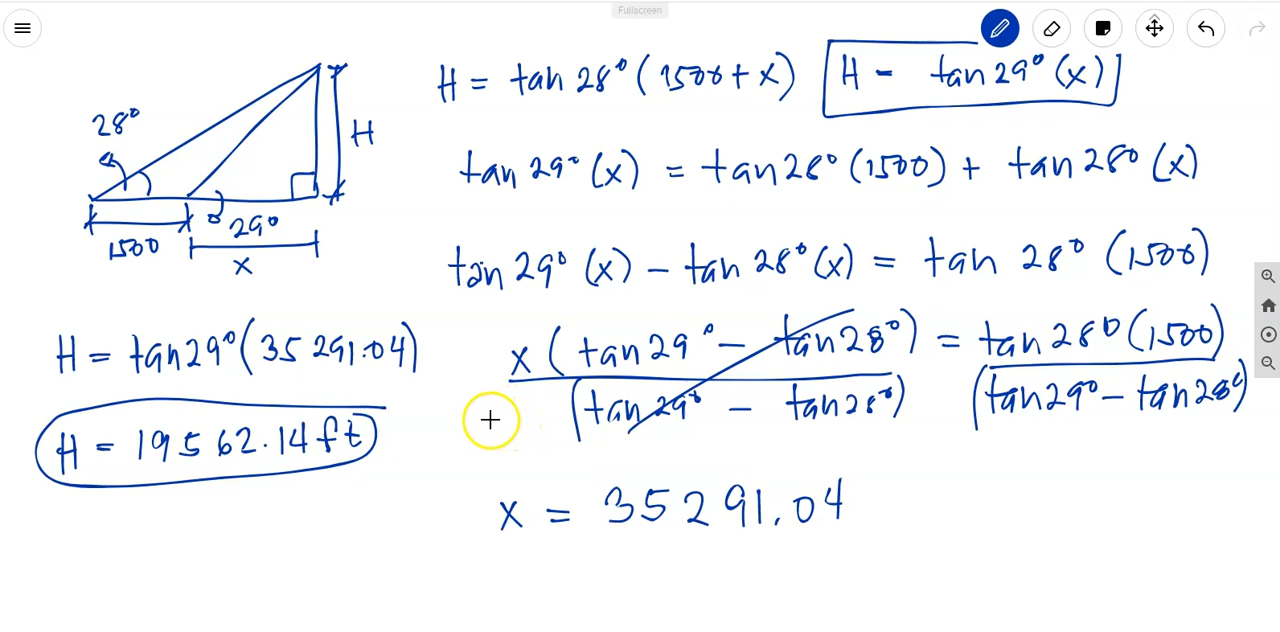 Fullscreen
28°
H
1500
29°
x
H = tan 28° (1500 + x)
H = tan 29° (x)
tan 29° (x) = tan 28° (1500) + tan 28° (x)
tan 29° (x) - tan 28° (x) = tan 28° (1500)
x (tan 29° - tan 28°) = tan 28° (1500)
(tan 29° - tan 28°) (tan 29° - tan 28°)
x = 35291.04
H = tan 29° (35291.04)
H = 19562.14 ft